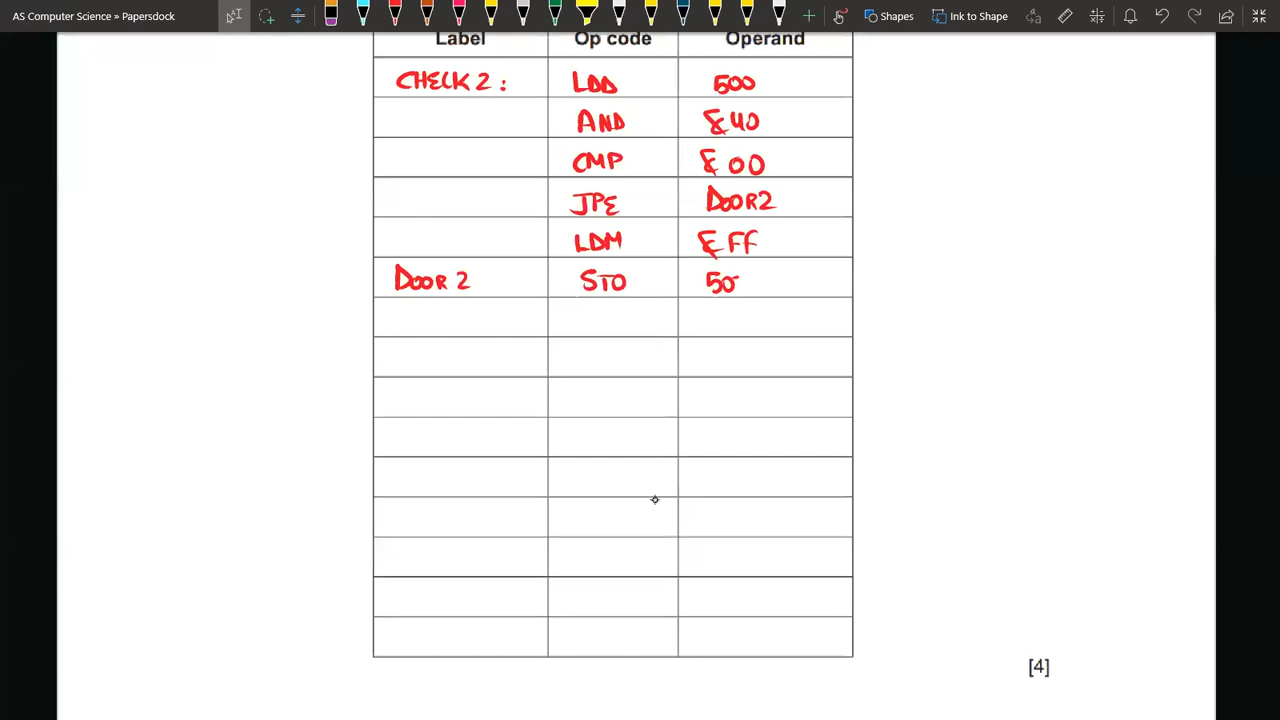 AS Computer Science » Papersdock
Shapes
Ink to Shape
Label Op code Operand
CHECK 2 : LDD 500
AND &40
CMP &00
JPE DOOR2
LDM &FF
DOOR 2 STO 50
[4]